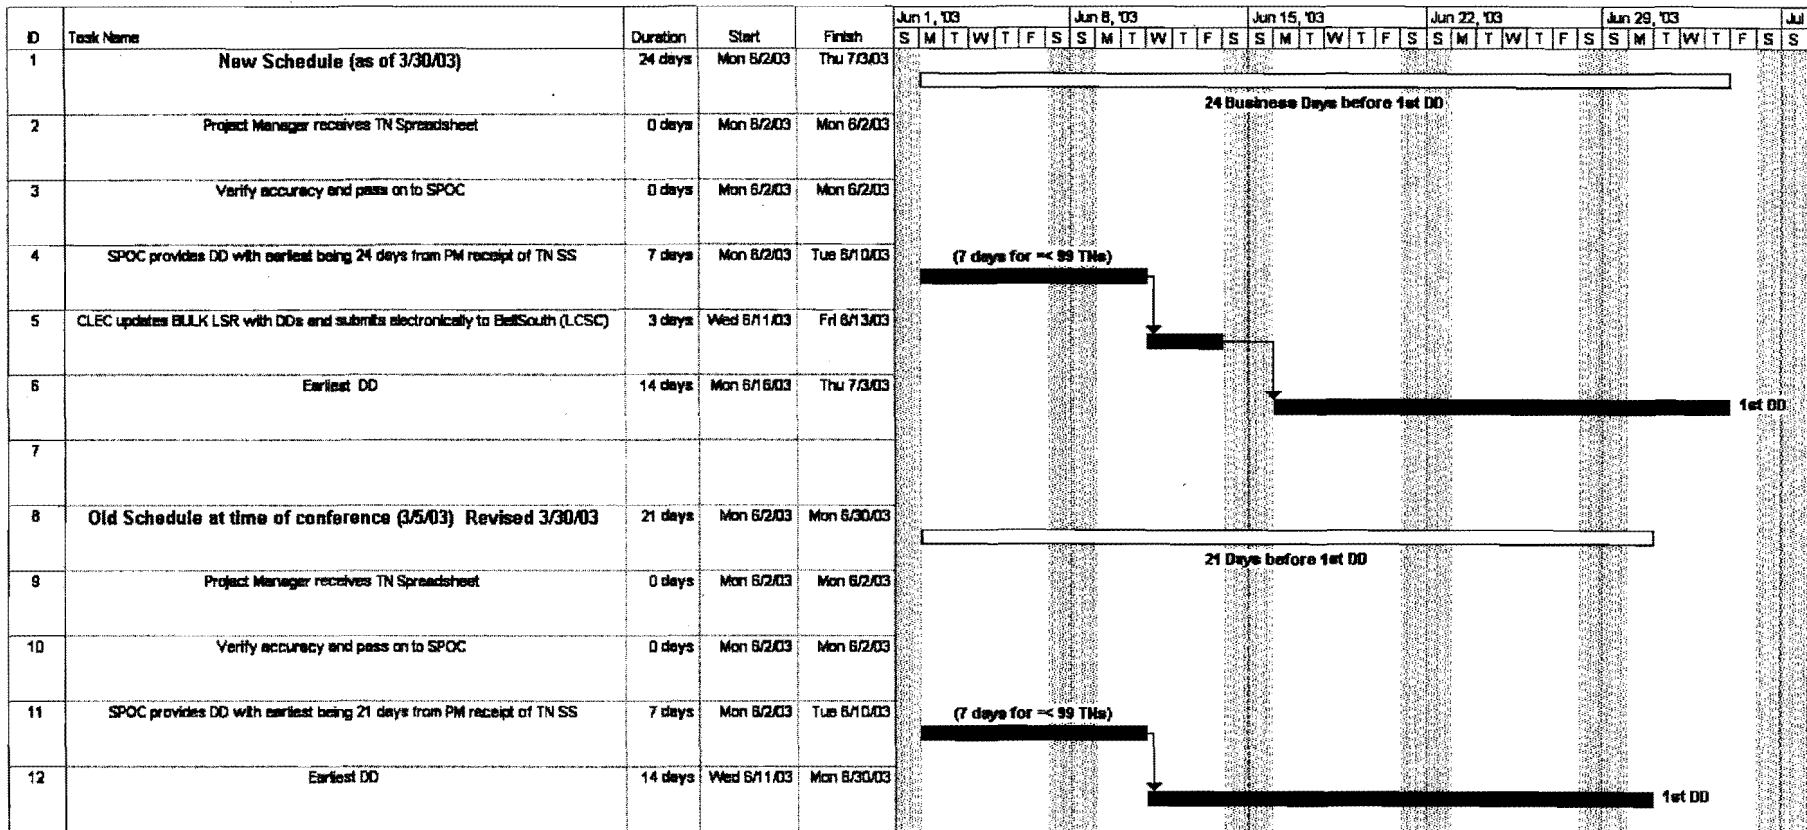 Jun 1, '03 Jun 8, '03 Jun 15, '03 Jun 22, '03 Jun 29, '03 Jul
ID Task Name Duration Start Finish S M T W T F S S M T W T F S S M T W T F S S M T W T F S S M T W T F S S
1 New Schedule (as of 3/30/03) 24 days Mon 6/2/03 Thu 7/3/03
24 Business Days before 1st DD
2 Project Manager receives TN Spreadsheet 0 days Mon 6/2/03 Mon 6/2/03
3 Verify accuracy and pass on to SPOC 0 days Mon 6/2/03 Mon 6/2/03
4 SPOC provides DD with earliest being 24 days from PM receipt of TN SS 7 days Mon 6/2/03 Tue 6/10/03 (7 days for =< 99 TNs)
5 CLEC updates BULK LSR with DDs and submits electronically to BellSouth (LCSC) 3 days Wed 6/11/03 Fri 6/13/03
6 Earliest DD 14 days Mon 6/16/03 Thu 7/3/03
1st DD
7
8 Old Schedule at time of conference (3/5/03) Revised 3/30/03 21 days Mon 6/2/03 Mon 6/30/03
21 Days before 1st DD
9 Project Manager receives TN Spreadsheet 0 days Mon 6/2/03 Mon 6/2/03
10 Verify accuracy and pass on to SPOC 0 days Mon 6/2/03 Mon 6/2/03
11 SPOC provides DD with earliest being 21 days from PM receipt of TN SS 7 days Mon 6/2/03 Tue 6/10/03 (7 days for =< 99 TNs)
12 Earliest DD 14 days Wed 6/11/03 Mon 6/30/03
1st DD